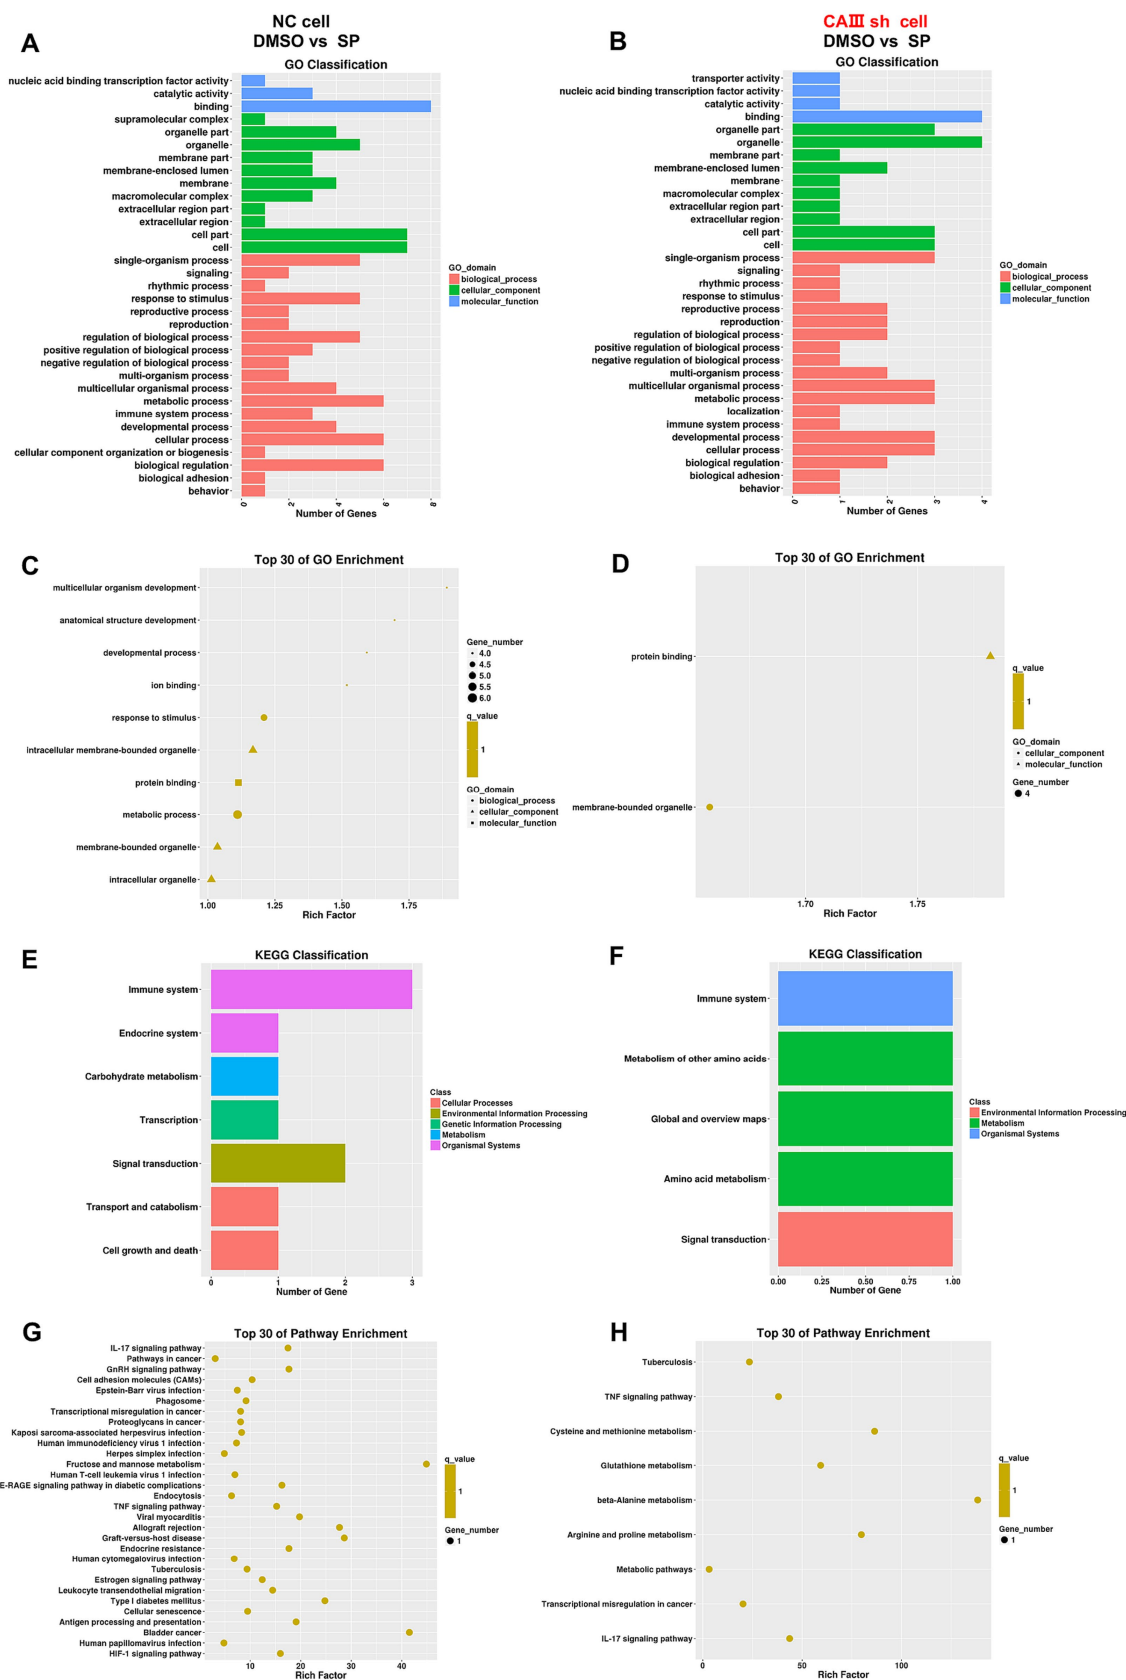 A
NC cell
DMSO vs SP
GO Classification
nucleic acid binding transcription factor activity
catalytic activity
binding
supramolecular complex
organelle part
organelle
membrane part
membrane-enclosed lumen
membrane
macromolecular complex
extracellular region part
extracellular region
cell part
cell
single-organism process
signaling
rhythmic process
response to stimulus
reproductive process
reproduction
regulation of biological process
positive regulation of biological process
negative regulation of biological process
multi-organism process
multicellular organismal process
metabolic process
immune system process
developmental process
cellular process
cellular component organization or biogenesis
biological regulation
biological adhesion
behavior
0 2 4 6 8
Number of Genes
GO_domain
biological_process
cellular_component
molecular_function
B
CAⅢ sh cell
DMSO vs SP
GO Classification
transporter activity
nucleic acid binding transcription factor activity
catalytic activity
binding
organelle part
organelle
membrane part
membrane-enclosed lumen
membrane
macromolecular complex
extracellular region part
extracellular region
cell part
cell
single-organism process
signaling
rhythmic process
response to stimulus
reproductive process
reproduction
regulation of biological process
positive regulation of biological process
negative regulation of biological process
multi-organism process
multicellular organismal process
metabolic process
localization
immune system process
developmental process
cellular process
biological regulation
biological adhesion
behavior
0 1 2 3 4
Number of Genes
GO_domain
biological_process
cellular_component
molecular_function
C
Top 30 of GO Enrichment
multicellular organism development
anatomical structure development
developmental process
ion binding
response to stimulus
intracellular membrane-bounded organelle
protein binding
metabolic process
membrane-bounded organelle
intracellular organelle
1.00 1.25 1.50 1.75
Rich Factor
Gene_number
4.0
4.5
5.0
5.5
6.0
q_value
1
GO_domain
biological_process
cellular_component
molecular_function
D
Top 30 of GO Enrichment
protein binding
membrane-bounded organelle
1.70 1.75
Rich Factor
q_value
1
GO_domain
cellular_component
molecular_function
Gene_number
4
E
KEGG Classification
Immune system
Endocrine system
Carbohydrate metabolism
Transcription
Signal transduction
Transport and catabolism
Cell growth and death
0 1 2 3
Number of Gene
Class
Cellular Processes
Environmental Information Processing
Genetic Information Processing
Metabolism
Organismal Systems
F
KEGG Classification
Immune system
Metabolism of other amino acids
Global and overview maps
Amino acid metabolism
Signal transduction
0.00 0.25 0.50 0.75 1.00
Number of Gene
Class
Environmental Information Processing
Metabolism
Organismal Systems
G
Top 30 of Pathway Enrichment
IL-17 signaling pathway
Pathways in cancer
GnRH signaling pathway
Cell adhesion molecules (CAMs)
Epstein-Barr virus infection
Phagosome
Transcriptional misregulation in cancer
Proteoglycans in cancer
Kaposi sarcoma-associated herpesvirus infection
Human immunodeficiency virus 1 infection
Herpes simplex infection
Fructose and mannose metabolism
Human T-cell leukemia virus 1 infection
E-RAGE signaling pathway in diabetic complications
Endocytosis
TNF signaling pathway
Viral myocarditis
Allograft rejection
Graft-versus-host disease
Endocrine resistance
Human cytomegalovirus infection
Tuberculosis
Estrogen signaling pathway
Leukocyte transendothelial migration
Type I diabetes mellitus
Cellular senescence
Antigen processing and presentation
Bladder cancer
Human papillomavirus infection
HIF-1 signaling pathway
10 20 30 40
Rich Factor
q_value
1
Gene_number
1
H
Top 30 of Pathway Enrichment
Tuberculosis
TNF signaling pathway
Cysteine and methionine metabolism
Glutathione metabolism
beta-Alanine metabolism
Arginine and proline metabolism
Metabolic pathways
Transcriptional misregulation in cancer
IL-17 signaling pathway
0 50 100
Rich Factor
q_value
1
Gene_number
1